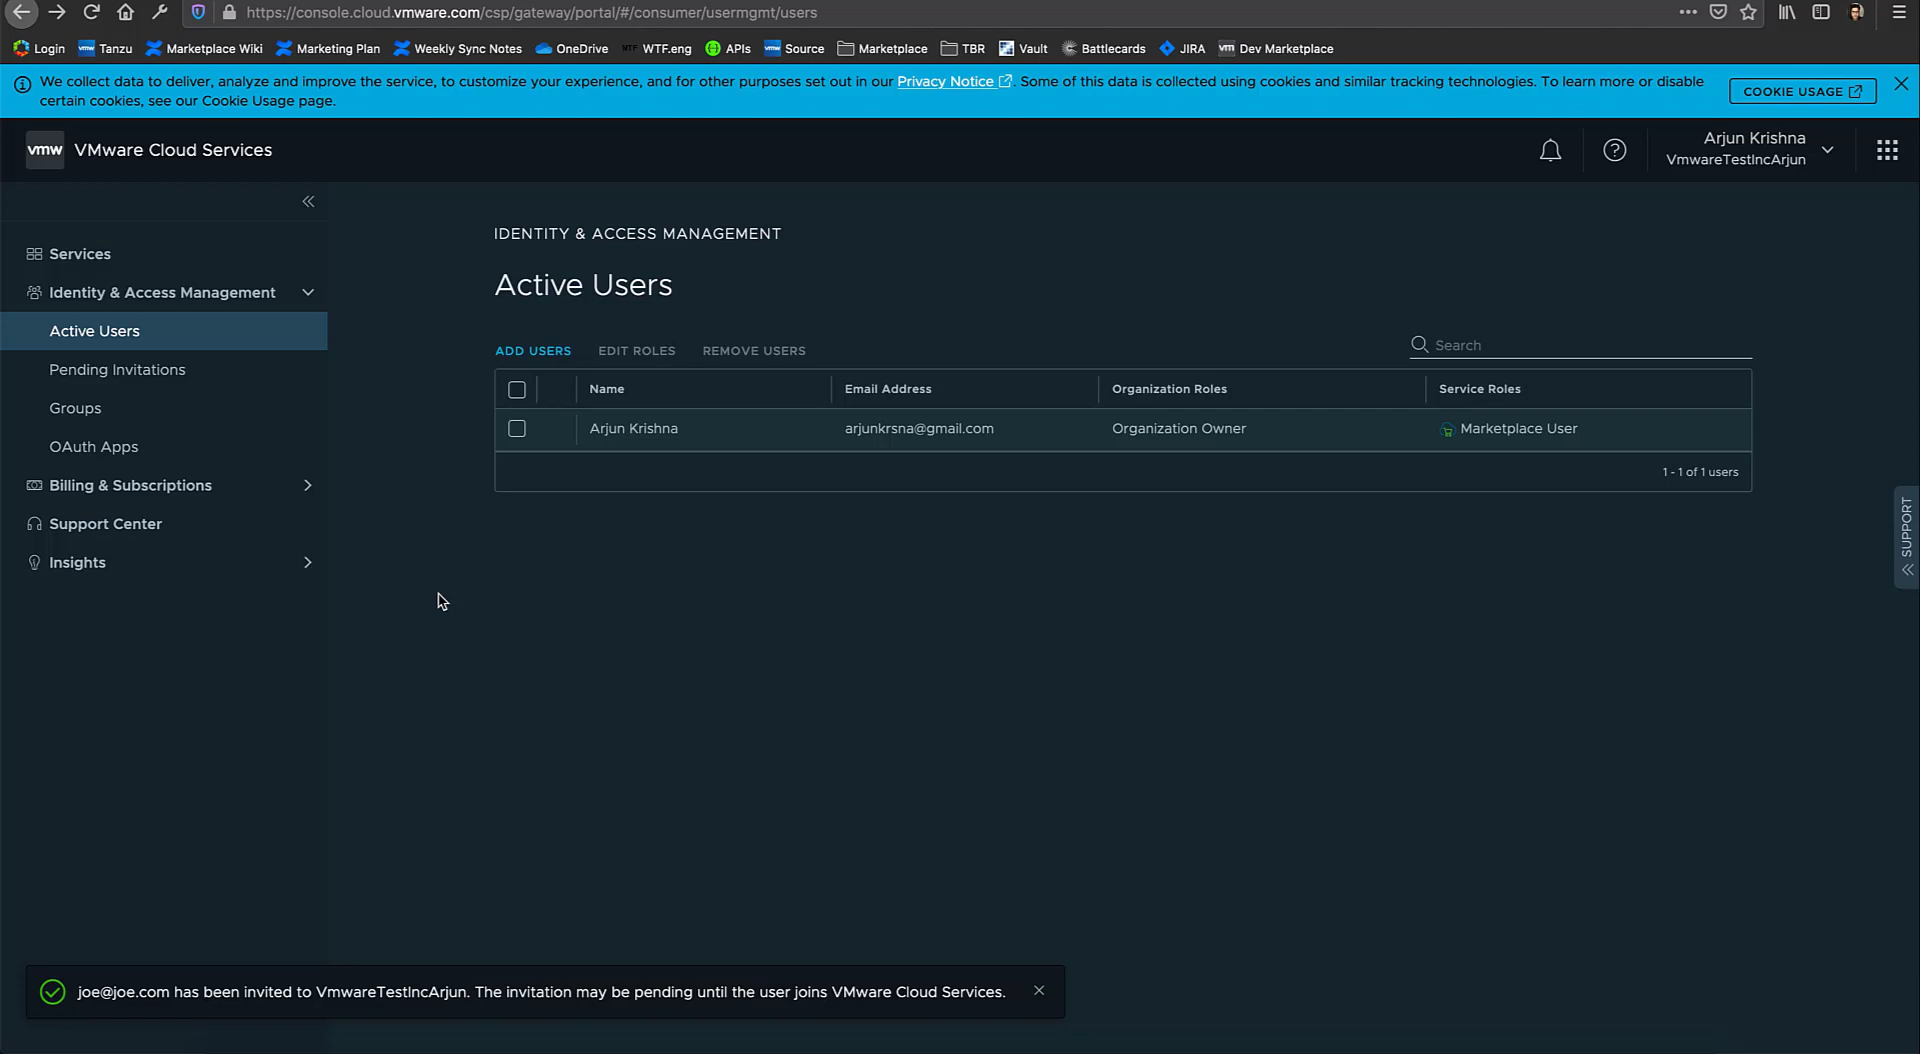 https://console.cloud.vmware.com/csp/gateway/portal/#/consumer/usermgmt/users
Login
vmw Tanzu
Marketplace Wiki
Marketing Plan
Weekly Sync Notes
OneDrive
WTF WTF.eng
APIs
vmw Source
Marketplace
TBR
Vault
Battlecards
JIRA
vm Dev Marketplace
We collect data to deliver, analyze and improve the service, to customize your experience, and for other purposes set out in our Privacy Notice. Some of this data is collected using cookies and similar tracking technologies. To learn more or disable
certain cookies, see our Cookie Usage page.
COOKIE USAGE
vmw VMware Cloud Services
Arjun Krishna
VmwareTestIncArjun
Services
Identity & Access Management
Active Users
Pending Invitations
Groups
OAuth Apps
Billing & Subscriptions
Support Center
Insights
IDENTITY & ACCESS MANAGEMENT
Active Users
ADD USERS EDIT ROLES REMOVE USERS
Search
Name Email Address Organization Roles Service Roles
Arjun Krishna arjunkrsna@gmail.com Organization Owner Marketplace User
1 - 1 of 1 users
SUPPORT
joe@joe.com has been invited to VmwareTestIncArjun. The invitation may be pending until the user joins VMware Cloud Services.